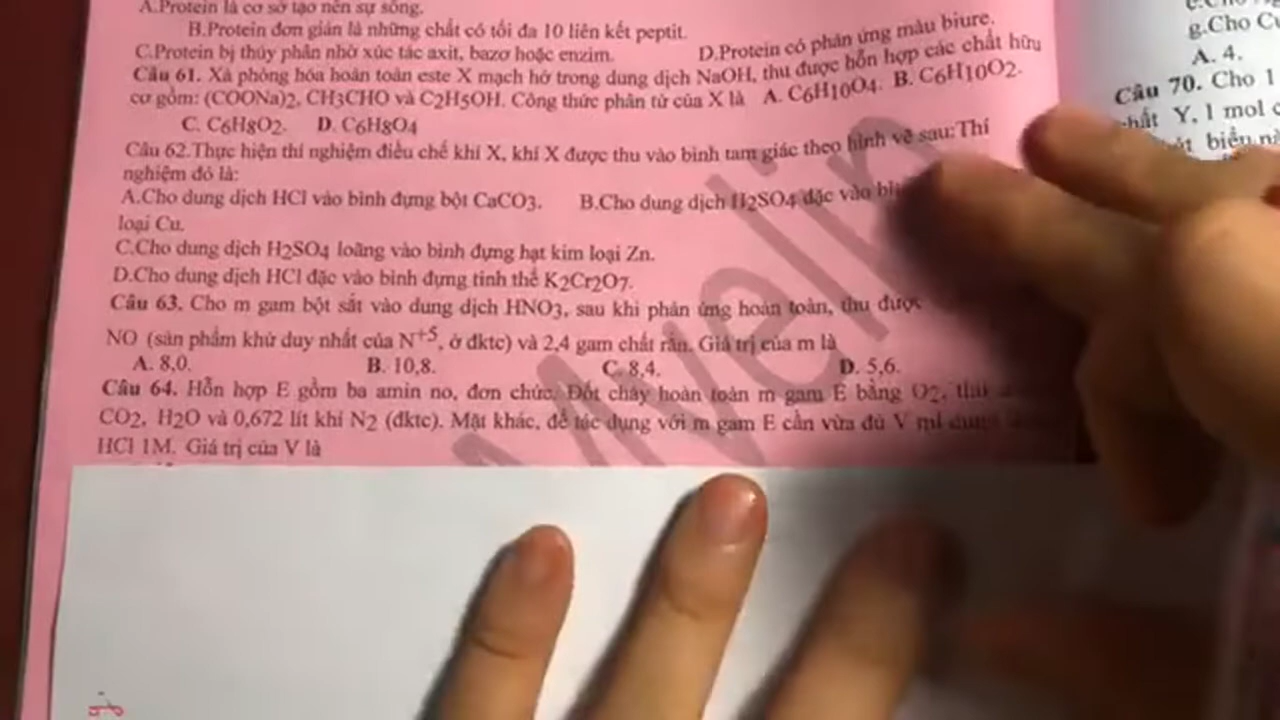 A.Protein là cơ sở tạo nên sự sống.
B.Protein đơn giản là những chất có tối đa 10 liên kết peptit.
C.Protein bị thủy phân nhờ xúc tác axit, bazơ hoặc enzim. D.Protein có phản ứng màu biure.
Câu 61. Xà phòng hóa hoàn toàn este X mạch hở trong dung dịch NaOH, thu được hỗn hợp các chất hữu
cơ gồm: (COONa)2, CH3CHO và C2H5OH. Công thức phân tử của X là A. C6H10O4. B. C6H10O2.
C. C6H8O2. D. C6H8O4
Câu 62.Thực hiện thí nghiệm điều chế khí X, khí X được thu vào bình tam giác theo hình vẽ sau:Thí
nghiệm đó là:
A.Cho dung dịch HCl vào bình đựng bột CaCO3. B.Cho dung dịch H2SO4 đặc vào
loại Cu.
C.Cho dung dịch H2SO4 loãng vào bình đựng hạt kim loại Zn.
D.Cho dung dịch HCl đặc vào bình đựng tinh thể K2Cr2O7.
Câu 63. Cho m gam bột sắt vào dung dịch HNO3, sau khi phản ứng hoàn toàn, thu được
NO (sản phẩm khử duy nhất của N+5, ở đktc) và 2,4 gam chất rắn. Giá trị của m là
A. 8,0. B. 10,8. C. 8,4. D. 5,6.
Câu 64. Hỗn hợp E gồm ba amin no, đơn chức. Đốt cháy hoàn toàn m gam E bằng O2, thu
CO2, H2O và 0,672 lít khí N2 (đktc). Mặt khác, để tác dụng với m gam E cần vừa đủ V ml dung
HCl 1M. Giá trị của V là
g.Cho
A. 4.
Câu 70. Cho 1
Y, 1 mol
biểu